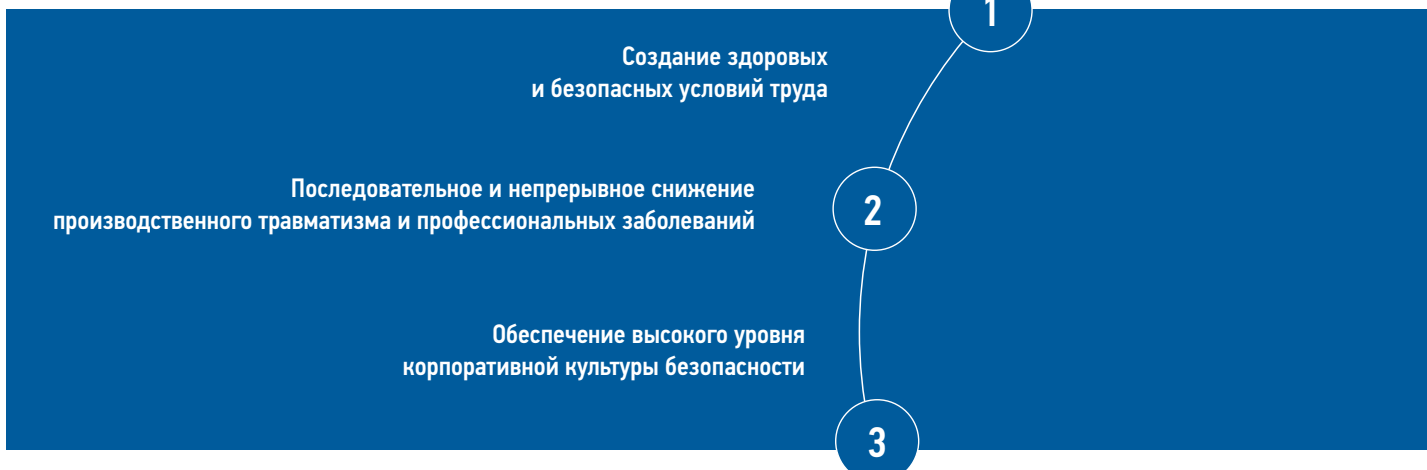 1
Создание здоровых
и безопасных условий труда
Последовательное и непрерывное снижение
производственного травматизма и профессиональных заболеваний
2
Обеспечение высокого уровня
корпоративной культуры безопасности
3